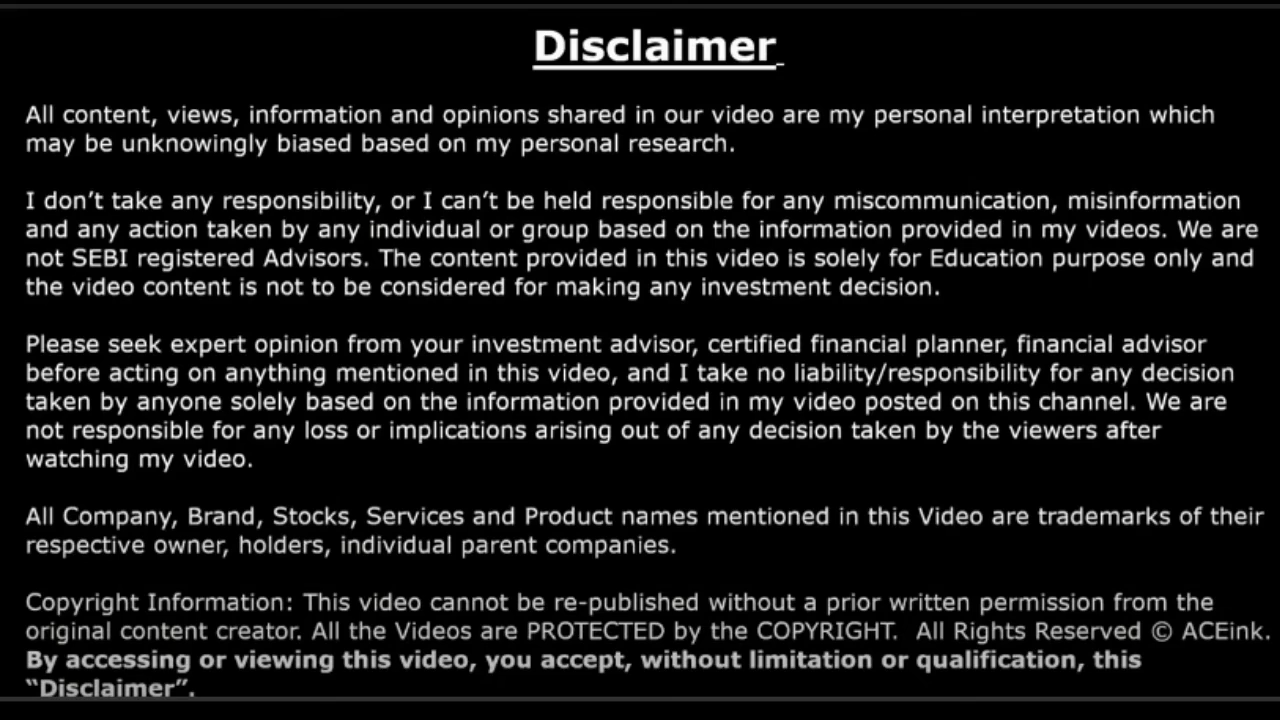 Disclaimer
All content, views, information and opinions shared in our video are my personal interpretation which
may be unknowingly biased based on my personal research.
I don’t take any responsibility, or I can’t be held responsible for any miscommunication, misinformation
and any action taken by any individual or group based on the information provided in my videos. We are
not SEBI registered Advisors. The content provided in this video is solely for Education purpose only and
the video content is not to be considered for making any investment decision.
Please seek expert opinion from your investment advisor, certified financial planner, financial advisor
before acting on anything mentioned in this video, and I take no liability/responsibility for any decision
taken by anyone solely based on the information provided in my video posted on this channel. We are
not responsible for any loss or implications arising out of any decision taken by the viewers after
watching my video.
All Company, Brand, Stocks, Services and Product names mentioned in this Video are trademarks of their
respective owner, holders, individual parent companies.
Copyright Information: This video cannot be re-published without a prior written permission from the
original content creator. All the Videos are PROTECTED by the COPYRIGHT.  All Rights Reserved © ACEink.
By accessing or viewing this video, you accept, without limitation or qualification, this
“Disclaimer”.